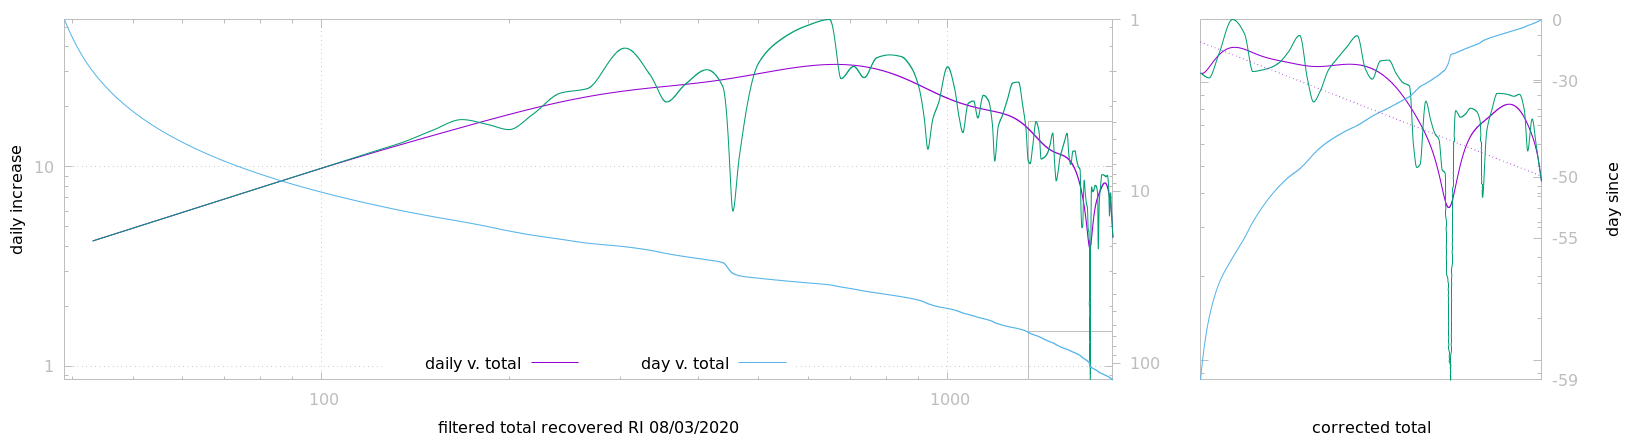 daily increase
10
1
daily v. total
day v. total
1
10
100
100
1000
filtered total recovered RI 08/03/2020
0
-30
-50
-55
-59
day since
corrected total